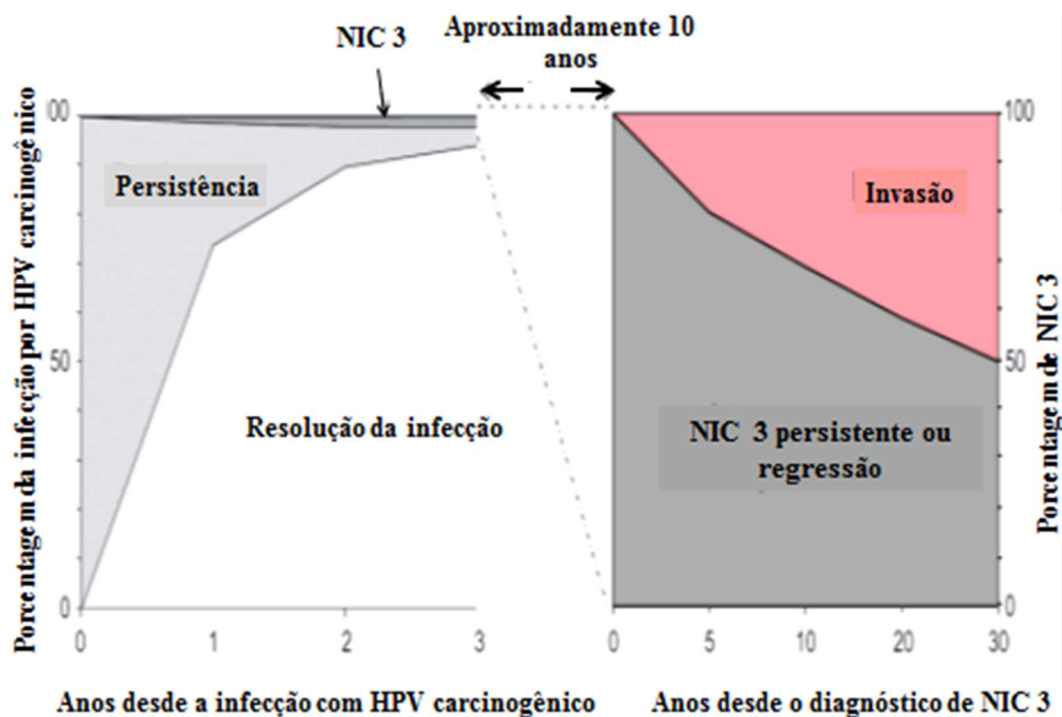 NIC 3
Aproximadamente 10
anos
Porcentagem da infecção por HPV carcinogênico
00
50
0
Persistência
Resolução da infecção
0 1 2 3
Anos desde a infecção com HPV carcinogênico
Invasão
NIC 3 persistente ou
regressão
100
50
0
Porcentagem de NIC 3
0 5 10 20 30
Anos desde o diagnóstico de NIC 3